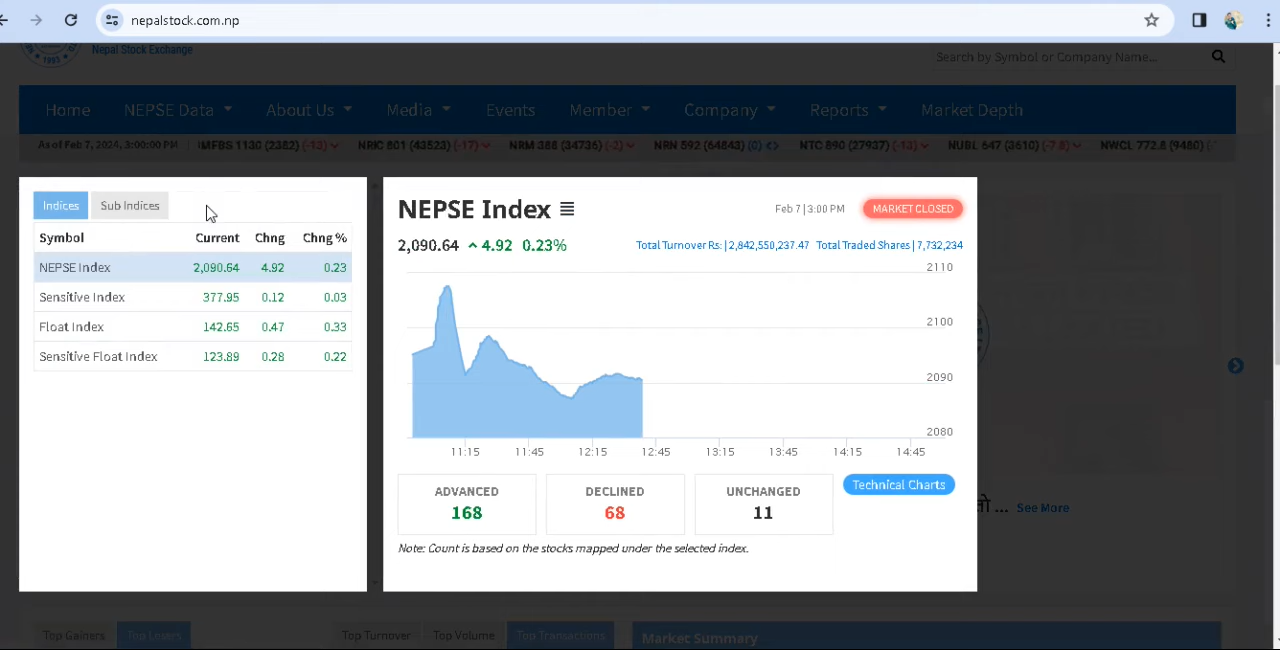 nepalstock.com.np
Nepal Stock Exchange
Search by Symbol or Company Name...
Home NEPSE Data About Us Media Events Member Company Reports Market Depth
As of Feb 7, 2024, 3:00:00 PM | NMFBS 1130 (2382) (-13) NRIC 801 (43523) (-17) NRM 388 (34736) (-2) NRN 592 (64843) (0) NTC 890 (27937) (-13) NUBL 647 (3610) (-7.8) NWCL 772.8 (9480)
Indices Sub Indices
Symbol Current Chng Chng %
NEPSE Index 2,090.64 4.92 0.23
Sensitive Index 377.95 0.12 0.03
Float Index 142.65 0.47 0.33
Sensitive Float Index 123.89 0.28 0.22
NEPSE Index
Feb 7 | 3:00 PM MARKET CLOSED
2,090.64 4.92 0.23%
Total Turnover Rs: | 2,842,550,237.47 Total Traded Shares | 7,732,234
2110
2100
2090
2080
11:15 11:45 12:15 12:45 13:15 13:45 14:15 14:45
ADVANCED DECLINED UNCHANGED
168 68 11
Technical Charts
Note: Count is based on the stocks mapped under the selected index.
... See More
Top Gainers Top Losers Top Turnover Top Volume Top Transactions Market Summary